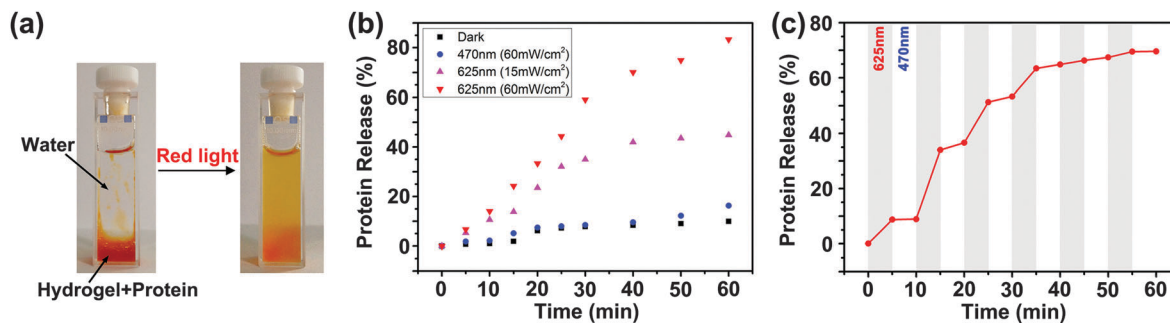 (a)
Water
Red light
Hydrogel+Protein
(b)
Protein Release (%)
80
60
40
20
0
Dark
470nm (60mW/cm²)
625nm (15mW/cm²)
625nm (60mW/cm²)
0 10 20 30 40 50 60
Time (min)
(c)
Protein Release (%)
80
60
40
20
0
625nm
470nm
0 10 20 30 40 50 60
Time (min)